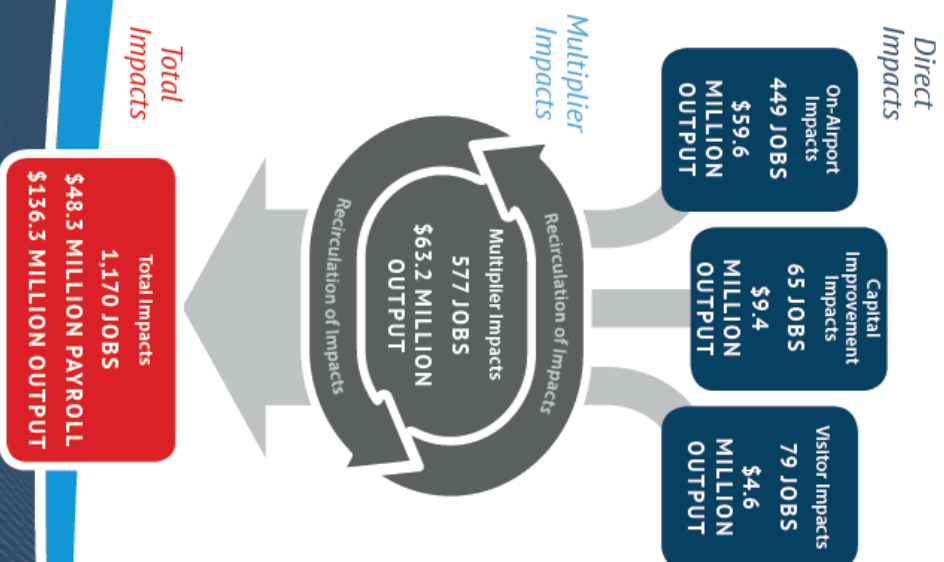 Direct
Impacts
On-Airport
Impacts
449 JOBS
$59.6
MILLION
OUTPUT
Capital
Improvement
Impacts
65 JOBS
$9.4
MILLION
OUTPUT
Visitor Impacts
79 JOBS
$4.6
MILLION
OUTPUT
Multiplier
Impacts
Recirculation of Impacts
Multiplier Impacts
577 JOBS
$63.2 MILLION
OUTPUT
Recirculation of Impacts
Total
Impacts
Total Impacts
1,170 JOBS
$48.3 MILLION PAYROLL
$136.3 MILLION OUTPUT